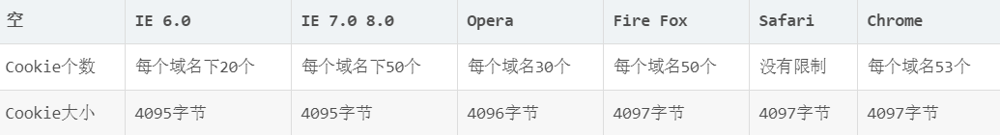 空 IE 6.0 IE 7.0 8.0 Opera Fire Fox Safari Chrome
Cookie个数 每个域名下20个 每个域名下50个 每个域名30个 每个域名50个 没有限制 每个域名53个
Cookie大小 4095字节 4095字节 4096字节 4097字节 4097字节 4097字节